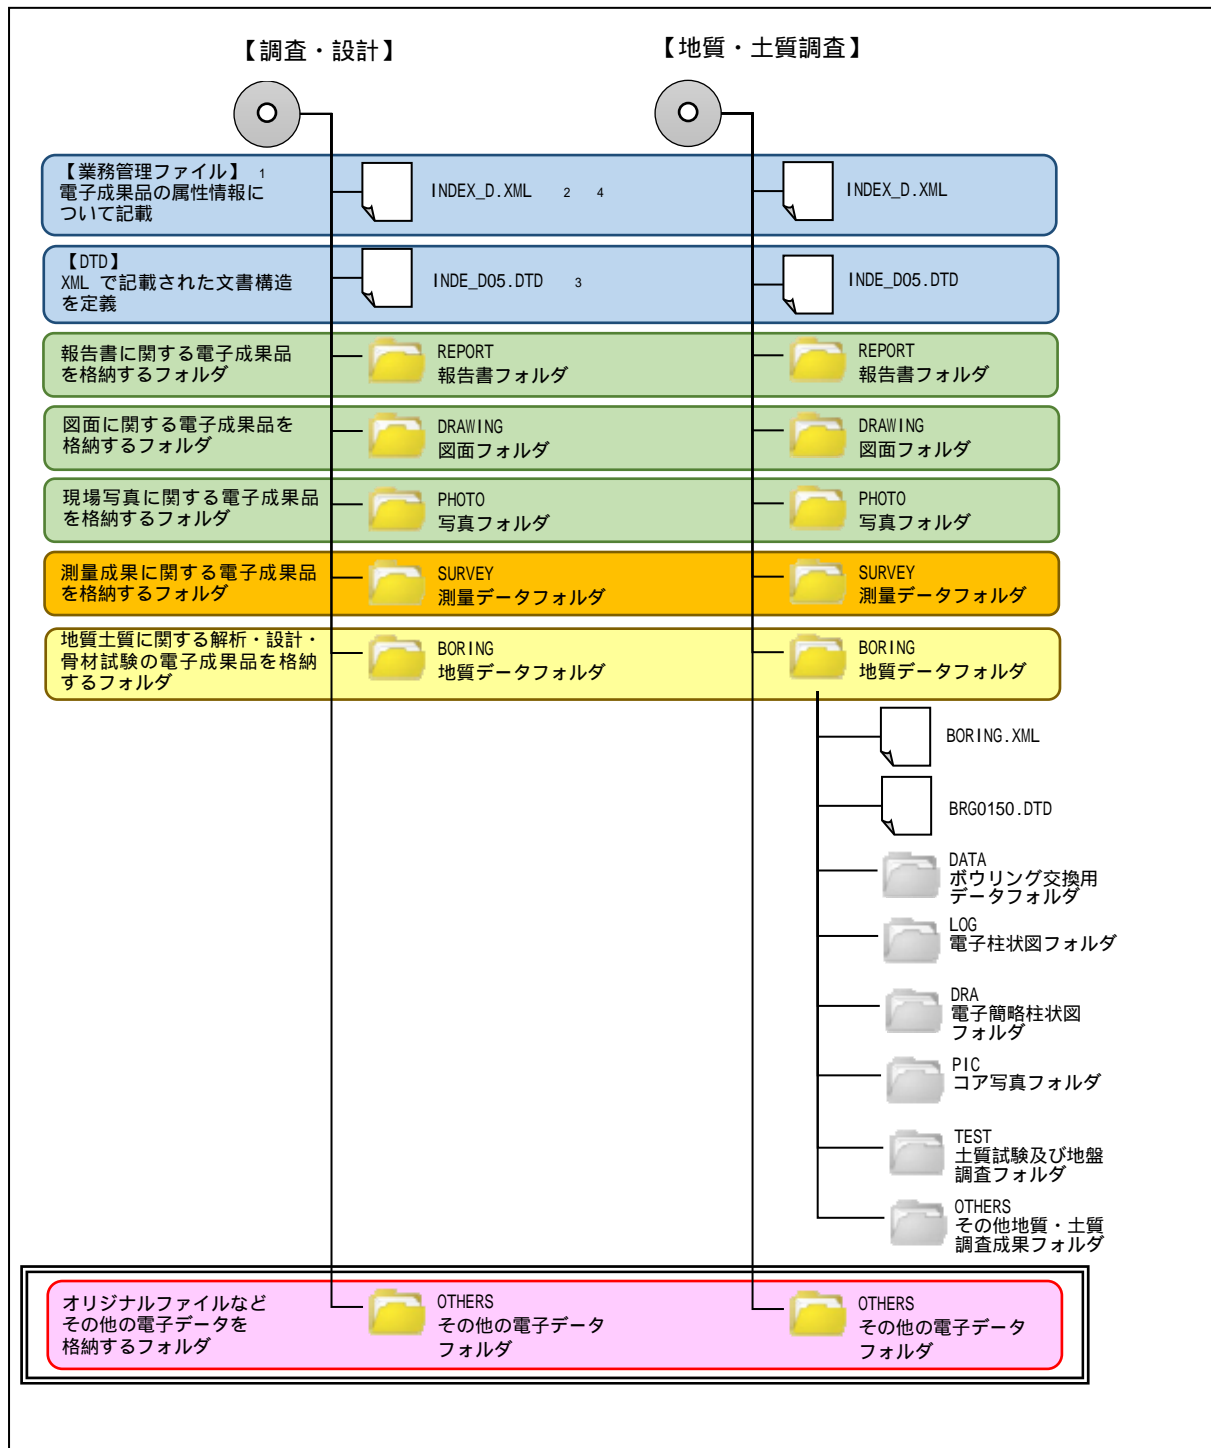 【調査・設計】
【地質・土質調査】
【業務管理ファイル】 1
電子成果品の属性情報に
ついて記載
INDEX_D.XML 2 4
INDEX_D.XML
【DTD】
XML で記載された文書構造
を定義
INDE_D05.DTD 3
INDE_D05.DTD
報告書に関する電子成果品
を格納するフォルダ
REPORT
報告書フォルダ
REPORT
報告書フォルダ
図面に関する電子成果品を
格納するフォルダ
DRAWING
図面フォルダ
DRAWING
図面フォルダ
現場写真に関する電子成果品
を格納するフォルダ
PHOTO
写真フォルダ
PHOTO
写真フォルダ
測量成果に関する電子成果品
を格納するフォルダ
SURVEY
測量データフォルダ
SURVEY
測量データフォルダ
地質土質に関する解析・設計・
骨材試験の電子成果品を格納
するフォルダ
BORING
地質データフォルダ
BORING
地質データフォルダ
BORING.XML
BRG0150.DTD
DATA
ボウリング交換用
データフォルダ
LOG
電子柱状図フォルダ
DRA
電子簡略柱状図
フォルダ
PIC
コア写真フォルダ
TEST
土質試験及び地盤
調査フォルダ
OTHERS
その他地質・土質
調査成果フォルダ
オリジナルファイルなど
その他の電子データを
格納するフォルダ
OTHERS
その他の電子データ
フォルダ
OTHERS
その他の電子データ
フォルダ